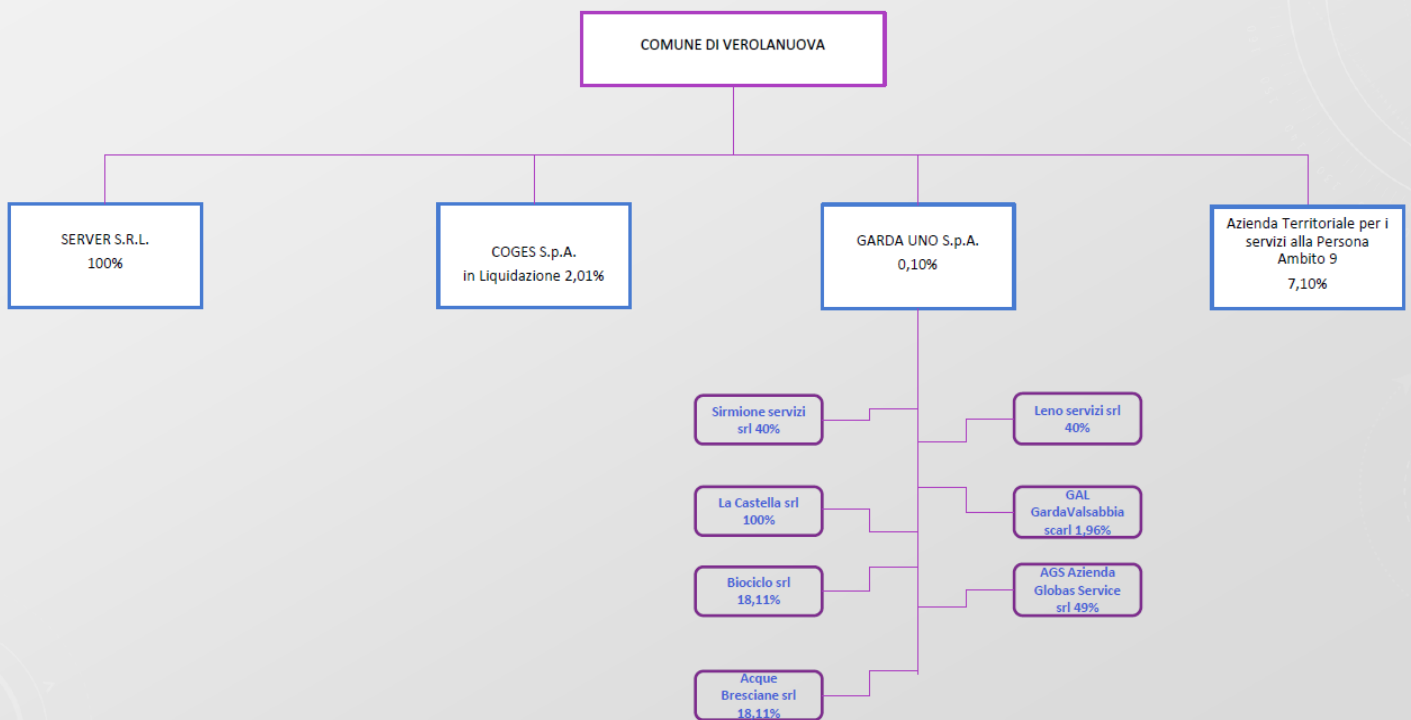 COMUNE DI VEROLANUOVA
SERVER S.R.L.
100%
COGES S.p.A.
in Liquidazione 2,01%
GARDA UNO S.p.A.
0,10%
Azienda Territoriale per i
servizi alla Persona
Ambito 9
7,10%
Sirmione servizi
srl 40%
Leno servizi srl
40%
La Castella srl
100%
GAL
GardaValsabbia
scarl 1,96%
Biociclo srl
18,11%
AGS Azienda
Globas Service
srl 49%
Acque
Bresciane srl
18,11%